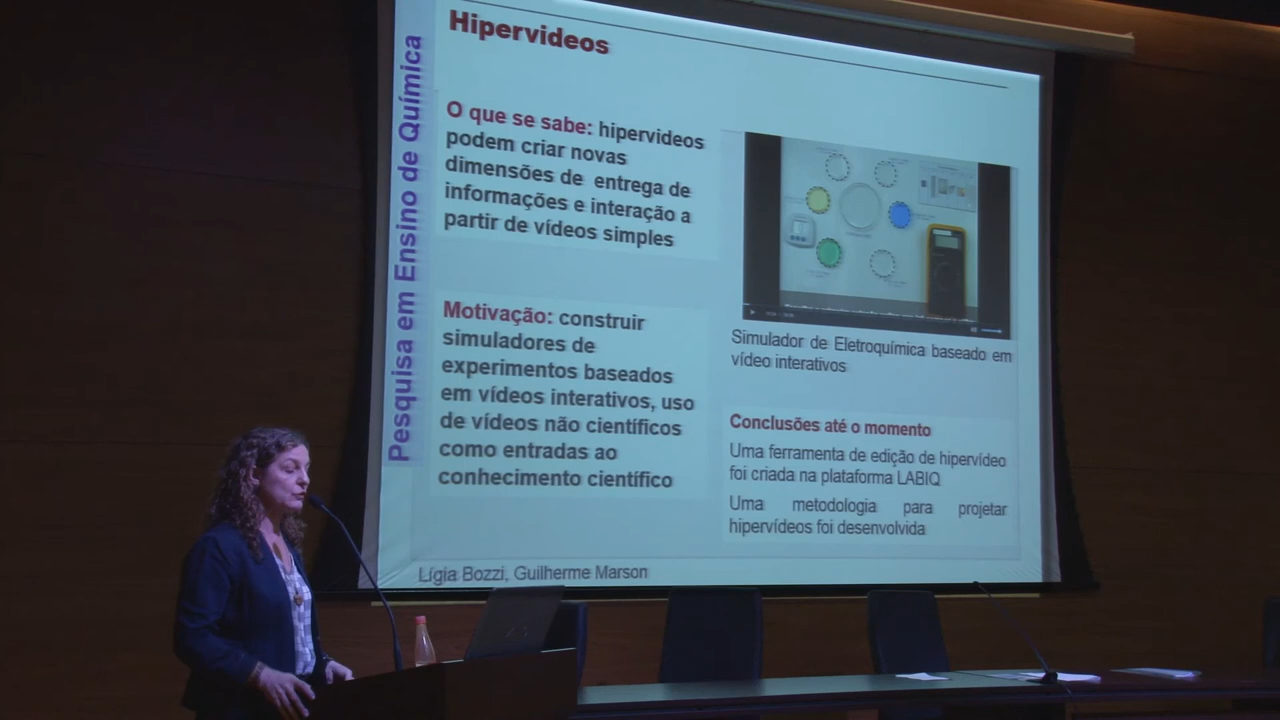 Pesquisa em Ensino de Química
Hipervideos
O que se sabe: hipervideos
podem criar novas
dimensões de entrega de
informações e interação a
partir de vídeos simples
Motivação: construir
simuladores de
experimentos baseados
em vídeos interativos, uso
de vídeos não científicos
como entradas ao
conhecimento científico
Simulador de Eletroquímica baseado em
vídeo interativos
Conclusões até o momento
Uma ferramenta de edição de hipervídeo
foi criada na plataforma LABIQ
Uma metodologia para projetar
hipervídeos foi desenvolvida
Lígia Bozzi, Guilherme Marson